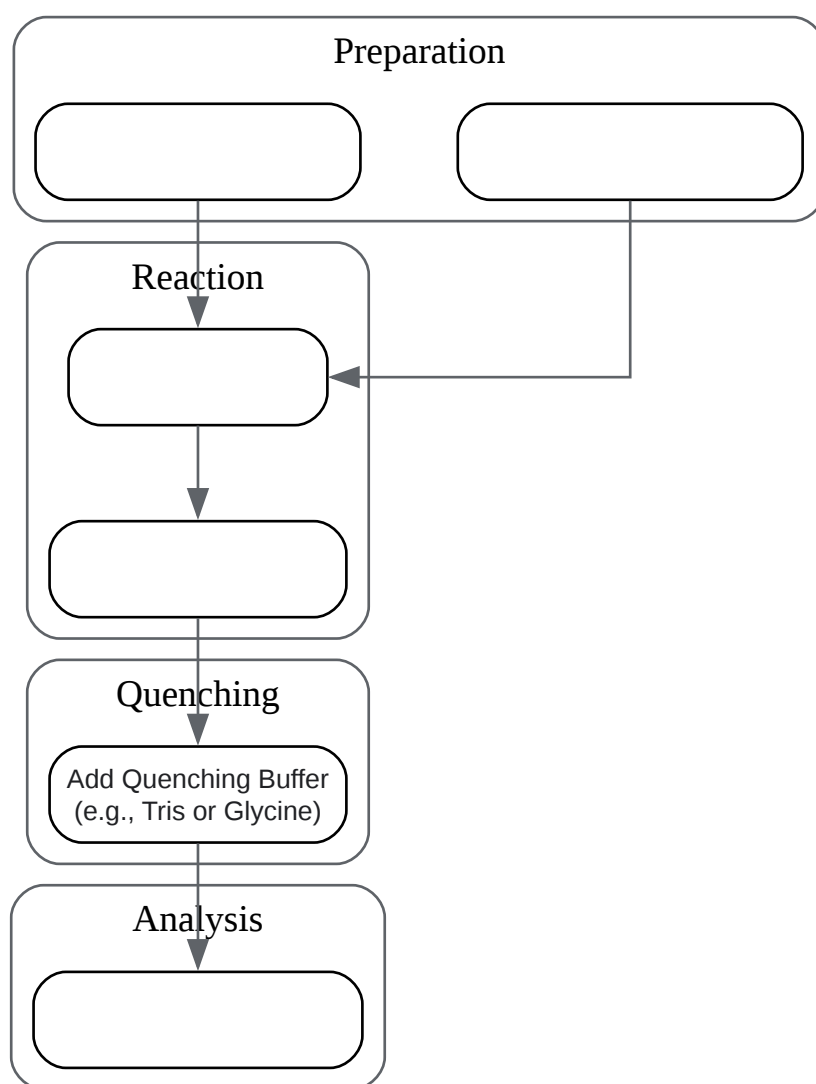 Preparation
Reaction
Quenching
Add Quenching Buffer
(e.g., Tris or Glycine)
Analysis